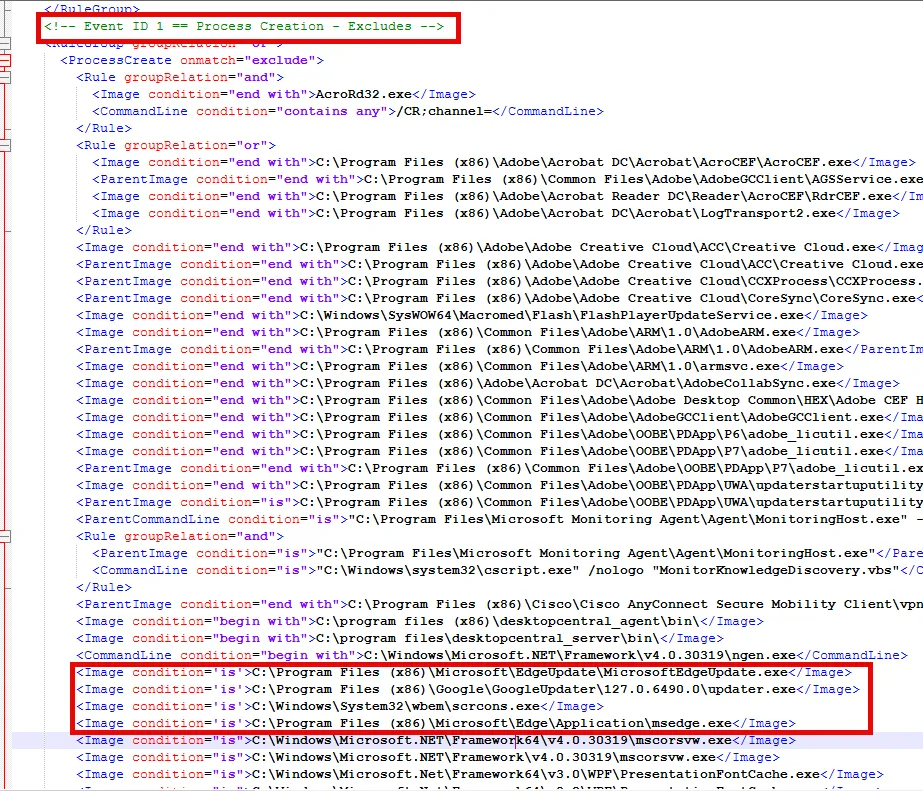 </RuleGroup>
<!-- Event ID 1 == Process Creation - Excludes -->
<RuleGroup groupRelation="or">
<ProcessCreate onmatch="exclude">
<Rule groupRelation="and">
<Image condition="end with">AcroRd32.exe</Image>
<CommandLine condition="contains any">/CR;channel=</CommandLine>
</Rule>
<Rule groupRelation="or">
<Image condition="end with">C:\Program Files (x86)\Adobe\Acrobat DC\Acrobat\AcroCEF\AcroCEF.exe</Image>
<ParentImage condition="end with">C:\Program Files (x86)\Common Files\Adobe\AdobeGCClient\AGSService.exe
<Image condition="end with">C:\Program Files (x86)\Adobe\Acrobat Reader DC\Reader\AcroCEF\RdrCEF.exe</Im
<Image condition="end with">C:\Program Files (x86)\Adobe\Acrobat DC\Acrobat\LogTransport2.exe</Image>
</Rule>
<Image condition="end with">C:\Program Files (x86)\Adobe\Adobe Creative Cloud\ACC\Creative Cloud.exe</Imag
<ParentImage condition="end with">C:\Program Files (x86)\Adobe\Adobe Creative Cloud\ACC\Creative Cloud.exe
<ParentImage condition="end with">C:\Program Files (x86)\Adobe\Adobe Creative Cloud\CCXProcess\CCXProcess.
<ParentImage condition="end with">C:\Program Files (x86)\Adobe\Adobe Creative Cloud\CoreSync\CoreSync.exe<
<Image condition="end with">C:\Windows\SysWOW64\Macromed\Flash\FlashPlayerUpdateService.exe</Image>
<Image condition="end with">C:\Program Files (x86)\Common Files\Adobe\ARM\1.0\AdobeARM.exe</Image>
<ParentImage condition="end with">C:\Program Files (x86)\Common Files\Adobe\ARM\1.0\AdobeARM.exe</ParentIm
<Image condition="end with">C:\Program Files (x86)\Common Files\Adobe\ARM\1.0\armsvc.exe</Image>
<Image condition="end with">C:\Program Files (x86)\Adobe\Acrobat DC\Acrobat\AdobeCollabSync.exe</Image>
<Image condition="end with">C:\Program Files (x86)\Common Files\Adobe\Adobe Desktop Common\HEX\Adobe CEF H
<Image condition="end with">C:\Program Files (x86)\Common Files\Adobe\AdobeGCClient\AdobeGCClient.exe</Ima
<Image condition="end with">C:\Program Files (x86)\Common Files\Adobe\OOBE\PDApp\P6\adobe_licutil.exe</Ima
<Image condition="end with">C:\Program Files (x86)\Common Files\Adobe\OOBE\PDApp\P7\adobe_licutil.exe</Ima
<ParentImage condition="end with">C:\Program Files (x86)\Common Files\Adobe\OOBE\PDApp\P7\adobe_licutil.ex
<Image condition="end with">C:\Program Files (x86)\Common Files\Adobe\OOBE\PDApp\UWA\updaterstartuputility
<ParentImage condition="is">C:\Program Files (x86)\Common Files\Adobe\OOBE\PDApp\UWA\updaterstartuputility
<ParentCommandLine condition="is">"C:\Program Files\Microsoft Monitoring Agent\Agent\MonitoringHost.exe" -
<Rule groupRelation="and">
<ParentImage condition="is">"C:\Program Files\Microsoft Monitoring Agent\Agent\MonitoringHost.exe"</Pare
<CommandLine condition="is">"C:\Windows\system32\cscript.exe" /nologo "MonitorKnowledgeDiscovery.vbs"</C
</Rule>
<ParentImage condition="end with">C:\Program Files (x86)\Cisco\Cisco AnyConnect Secure Mobility Client\vpn
<Image condition="begin with">C:\program files (x86)\desktopcentral_agent\bin\</Image>
<Image condition="begin with">C:\program files\desktopcentral_server\bin\</Image>
<CommandLine condition="begin with">C:\Windows\Microsoft.NET\Framework\v4.0.30319\ngen.exe</CommandLine>
<Image condition='is'>C:\Program Files (x86)\Microsoft\EdgeUpdate\MicrosoftEdgeUpdate.exe</Image>
<Image condition='is'>C:\Program Files (x86)\Google\GoogleUpdater\127.0.6490.0\updater.exe</Image>
<Image condition='is'>C:\Windows\System32\wbem\scrcons.exe</Image>
<Image condition='is'>C:\Program Files (x86)\Microsoft\Edge\Application\msedge.exe</Image>
<Image condition="is">C:\Windows\Microsoft.NET\Framework64\v4.0.30319\mscorsvw.exe</Image>
<Image condition="is">C:\Windows\Microsoft.NET\Framework\v4.0.30319\mscorsvw.exe</Image>
<Image condition="is">C:\Windows\Microsoft.Net\Framework64\v3.0\WPF\PresentationFontCache.exe</Image>